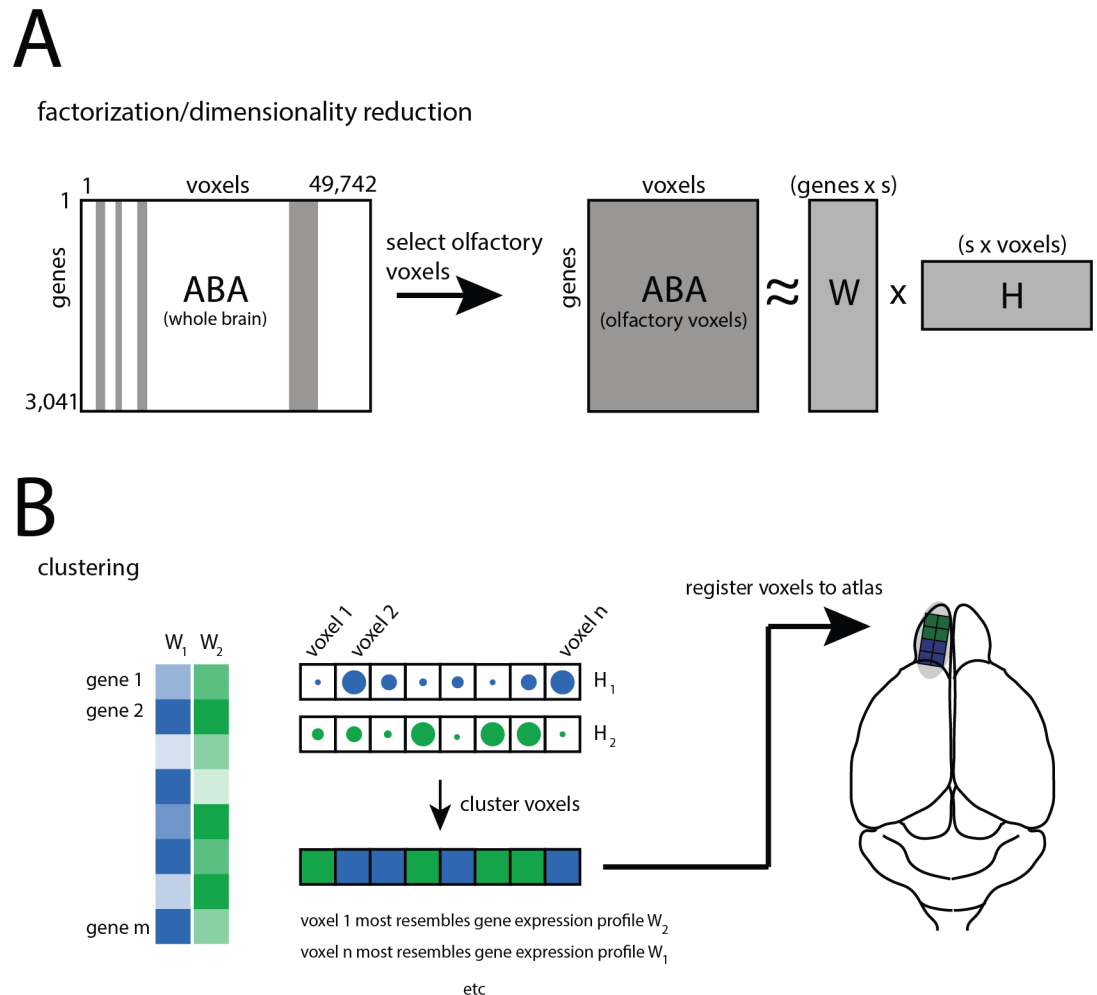 A
factorization/dimensionality reduction
1 voxels 49,742
1
genes
3,041
ABA
(whole brain)
select olfactory
voxels
voxels
genes
ABA
(olfactory voxels)
≈
(genes x s)
W
x
(s x voxels)
H
B
clustering
W1 W2
gene 1
gene 2
gene m
voxel 1
voxel 2
voxel n
H1
H2
cluster voxels
voxel 1 most resembles gene expression profile W2
voxel n most resembles gene expression profile W1
etc
register voxels to atlas